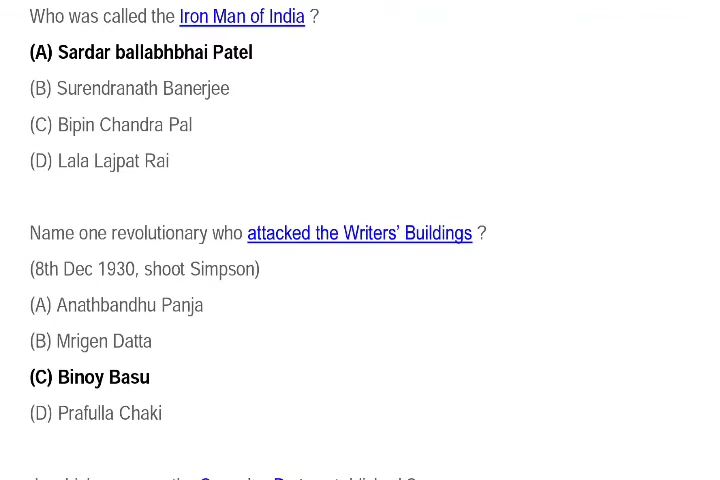 Who was called the Iron Man of India ?
(A) Sardar ballabhbhai Patel
(B) Surendranath Banerjee
(C) Bipin Chandra Pal
(D) Lala Lajpat Rai
Name one revolutionary who attacked the Writers’ Buildings ?
(8th Dec 1930, shoot Simpson)
(A) Anathbandhu Panja
(B) Mrigen Datta
(C) Binoy Basu
(D) Prafulla Chaki